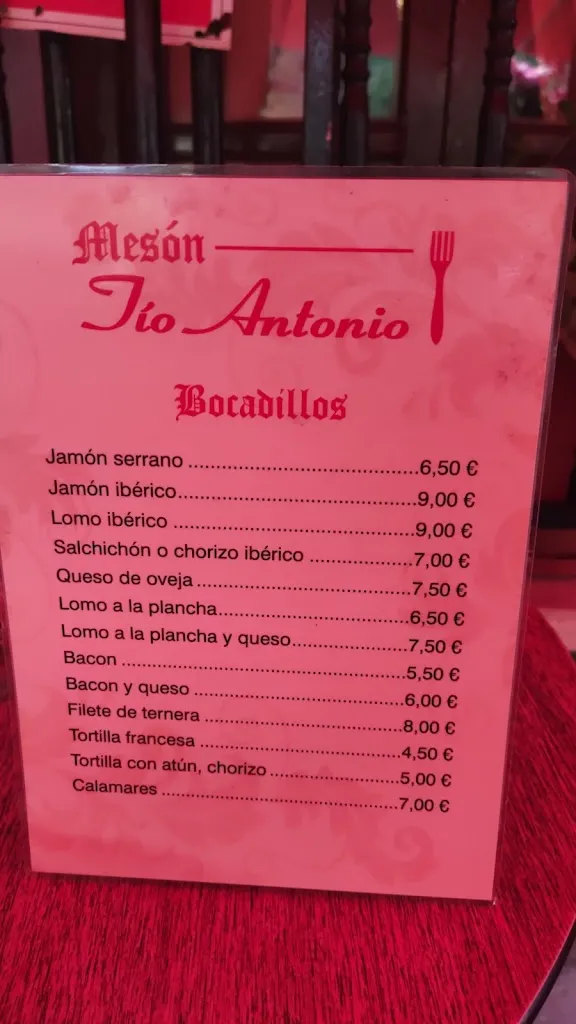 Mesón
Tío Antonio
Bocadillos
Jamón serrano ........................................6,50 €
Jamón ibérico..........................................9,00 €
Lomo ibérico ..........................................9,00 €
Salchichón o chorizo ibérico ..................7,00 €
Queso de oveja......................................7,50 €
Lomo a la plancha..................................6,50 €
Lomo a la plancha y queso....................7,50 €
Bacon ....................................................5,50 €
Bacon y queso ......................................6,00 €
Filete de ternera ....................................8,00 €
Tortilla francesa ....................................4,50 €
Tortilla con atún, chorizo........................5,00 €
Calamares ............................................7,00 €